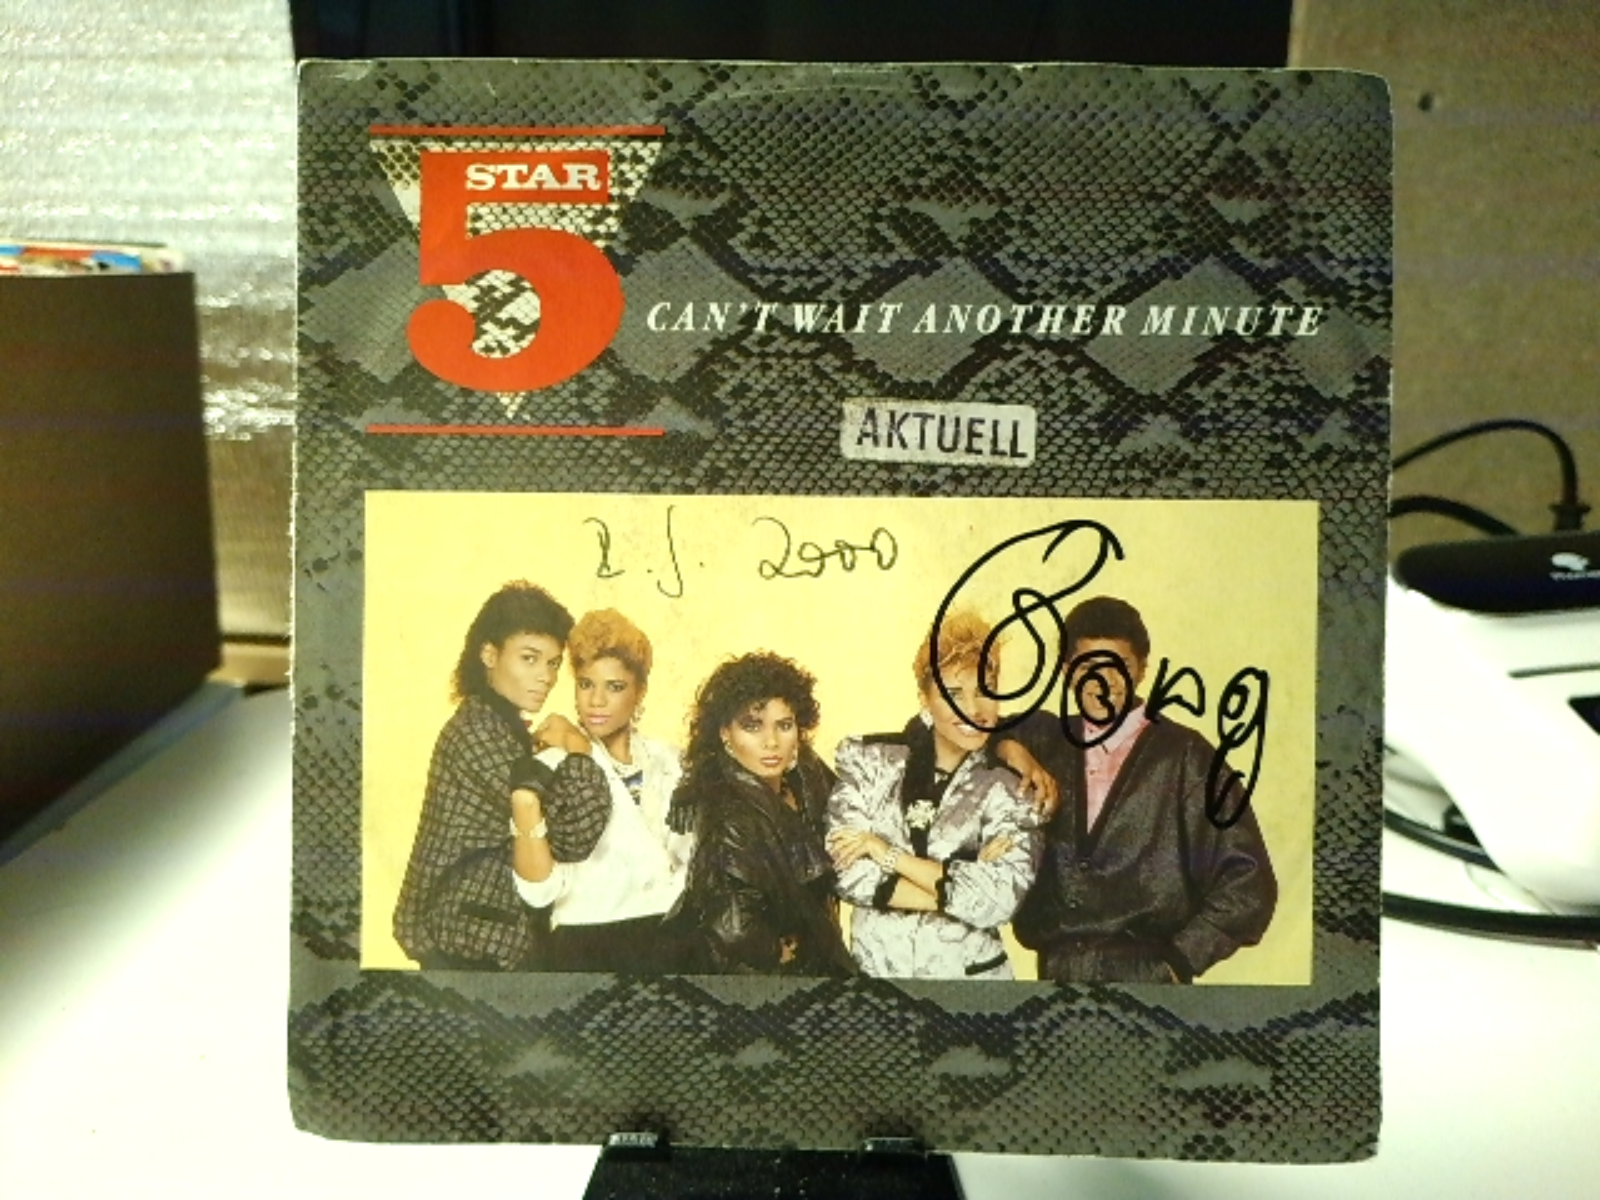 STAR
5
CAN'T WAIT ANOTHER MINUTE
AKTUELL
2000